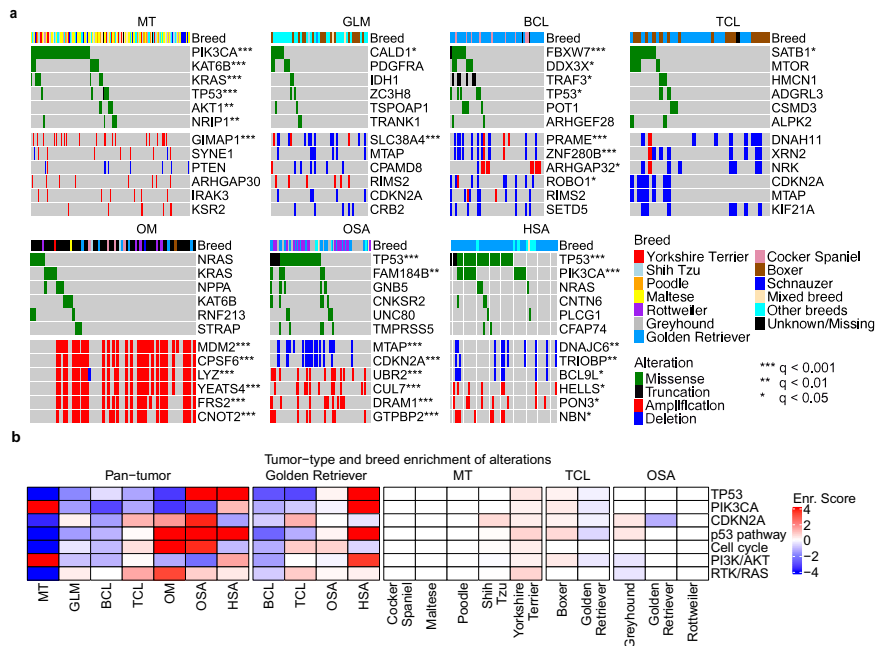 a
MT
GLM
BCL
TCL
Breed
PIK3CA***
KAT6B***
KRAS***
TP53***
AKT1**
NRIP1**
GIMAP1***
SYNE1
PTEN
ARHGAP30
IRAK3
KSR2
Breed
CALD1*
PDGFRA
IDH1
ZC3H8
TSPOAP1
TRANK1
SLC38A4***
MTAP
CPAMD8
RIMS2
CDKN2A
CRB2
Breed
FBXW7***
DDX3X*
TRAF3*
TP53*
POT1
ARHGEF28
PRAME***
ZNF280B***
ARHGAP32*
ROBO1*
RIMS2
SETD5
Breed
SATB1*
MTOR
HMCN1
ADGRL3
CSMD3
ALPK2
DNAH11
XRN2
NRK
CDKN2A
MTAP
KIF21A
OM
OSA
HSA
Breed
NRAS
KRAS
NPPA
KAT6B
RNF213
STRAP
MDM2***
CPSF6***
LYZ***
YEATS4***
FRS2***
CNOT2***
Breed
TP53***
FAM184B**
GNB5
CNKSR2
UNC80
TMPRSS5
MTAP***
CDKN2A***
UBR2***
CUL7***
DRAM1***
GTPBP2***
Breed
TP53***
PIK3CA***
NRAS
CNTN6
PLCG1
CFAP74
DNAJC6**
TRIOBP**
BCL9L*
HELLS*
PON3*
NBN*
Breed
Yorkshire Terrier
Shih Tzu
Poodle
Maltese
Rottweiler
Greyhound
Golden Retriever
Cocker Spaniel
Boxer
Schnauzer
Mixed breed
Other breeds
Unknown/Missing
Alteration
Missense
Truncation
Amplification
Deletion
*** q < 0.001
** q < 0.01
* q < 0.05
b
Tumor−type and breed enrichment of alterations
Pan−tumor
Golden Retriever
MT
TCL
OSA
TP53
PIK3CA
CDKN2A
p53 pathway
Cell cycle
PI3K/AKT
RTK/RAS
Enr. Score
4
2
0
−2
−4
MT
GLM
BCL
TCL
OM
OSA
HSA
BCL
TCL
OSA
HSA
Cocker
Spaniel
Maltese
Poodle
Shih
Tzu
Yorkshire
Terrier
Boxer
Golden
Retriever
Greyhound
Golden
Retriever
Rottweiler